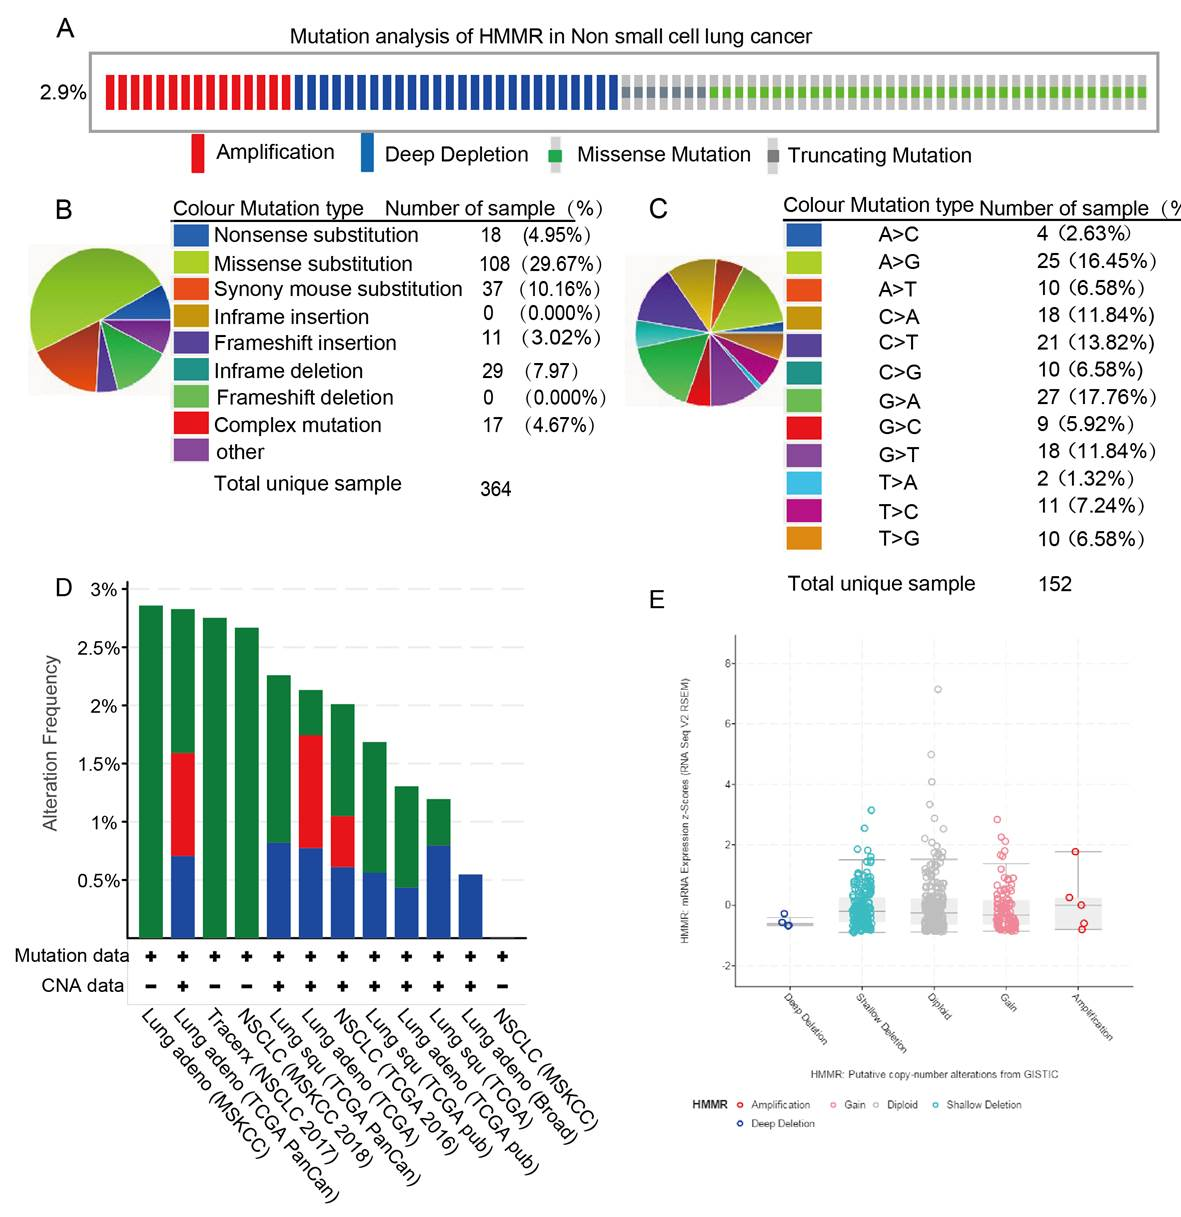 A
Mutation analysis of HMMR in Non small cell lung cancer
2.9%
Amplification
Deep Depletion
Missense Mutation
Truncating Mutation
B
Colour Mutation type Number of sample (%)
Nonsense substitution 18 (4.95%)
Missense substitution 108 (29.67%)
Synony mouse substitution 37 (10.16%)
Inframe insertion 0 (0.000%)
Frameshift insertion 11 (3.02%)
Inframe deletion 29 (7.97)
Frameshift deletion 0 (0.000%)
Complex mutation 17 (4.67%)
other
Total unique sample 364
C
Colour Mutation type Number of sample (%
A>C 4 (2.63%)
A>G 25 (16.45%)
A>T 10 (6.58%)
C>A 18 (11.84%)
C>T 21 (13.82%)
C>G 10 (6.58%)
G>A 27 (17.76%)
G>C 9 (5.92%)
G>T 18 (11.84%)
T>A 2 (1.32%)
T>C 11 (7.24%)
T>G 10 (6.58%)
Total unique sample 152
D
Alteration Frequency
3%
2.5%
2%
1.5%
1%
0.5%
Mutation data + + + + + + + + + + + +
CNA data - + - - + + + + + + + -
Lung adeno (MSKCC)
Lung adeno (TCGA PanCan)
Tracerx (NSCLC 2017)
NSCLC (MSKCC 2018)
Lung squ (TCGA PanCan)
Lung adeno (TCGA)
NSCLC (TCGA 2016)
Lung squ (TCGA pub)
Lung adeno (TCGA pub)
Lung squ (TCGA)
Lung adeno (Broad)
NSCLC (MSKCC)
E
HMMR: mRNA Expression z-Scores (RNA Seq V2 RSEM)
8
6
4
2
0
-2
Deep Deletion
Shallow Deletion
Diploid
Gain
Amplification
HMMR: Putative copy-number alterations from GISTIC
HMMR Amplification Gain Diploid Shallow Deletion
Deep Deletion